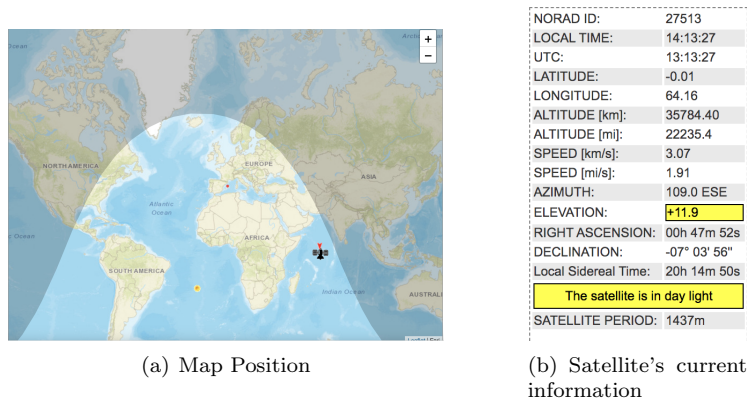 +
−
Ocean
NORTH AMERICA
EUROPE
ASIA
Atlantic
Ocean
AFRICA
SOUTH AMERICA
Indian Ocean
AUSTRALI
Leaflet | Esri
(a) Map Position
NORAD ID: 27513
LOCAL TIME: 14:13:27
UTC: 13:13:27
LATITUDE: -0.01
LONGITUDE: 64.16
ALTITUDE [km]: 35784.40
ALTITUDE [mi]: 22235.4
SPEED [km/s]: 3.07
SPEED [mi/s]: 1.91
AZIMUTH: 109.0 ESE
ELEVATION: +11.9
RIGHT ASCENSION: 00h 47m 52s
DECLINATION: -07° 03' 56"
Local Sidereal Time: 20h 14m 50s
The satellite is in day light
SATELLITE PERIOD: 1437m
(b) Satellite's current
information